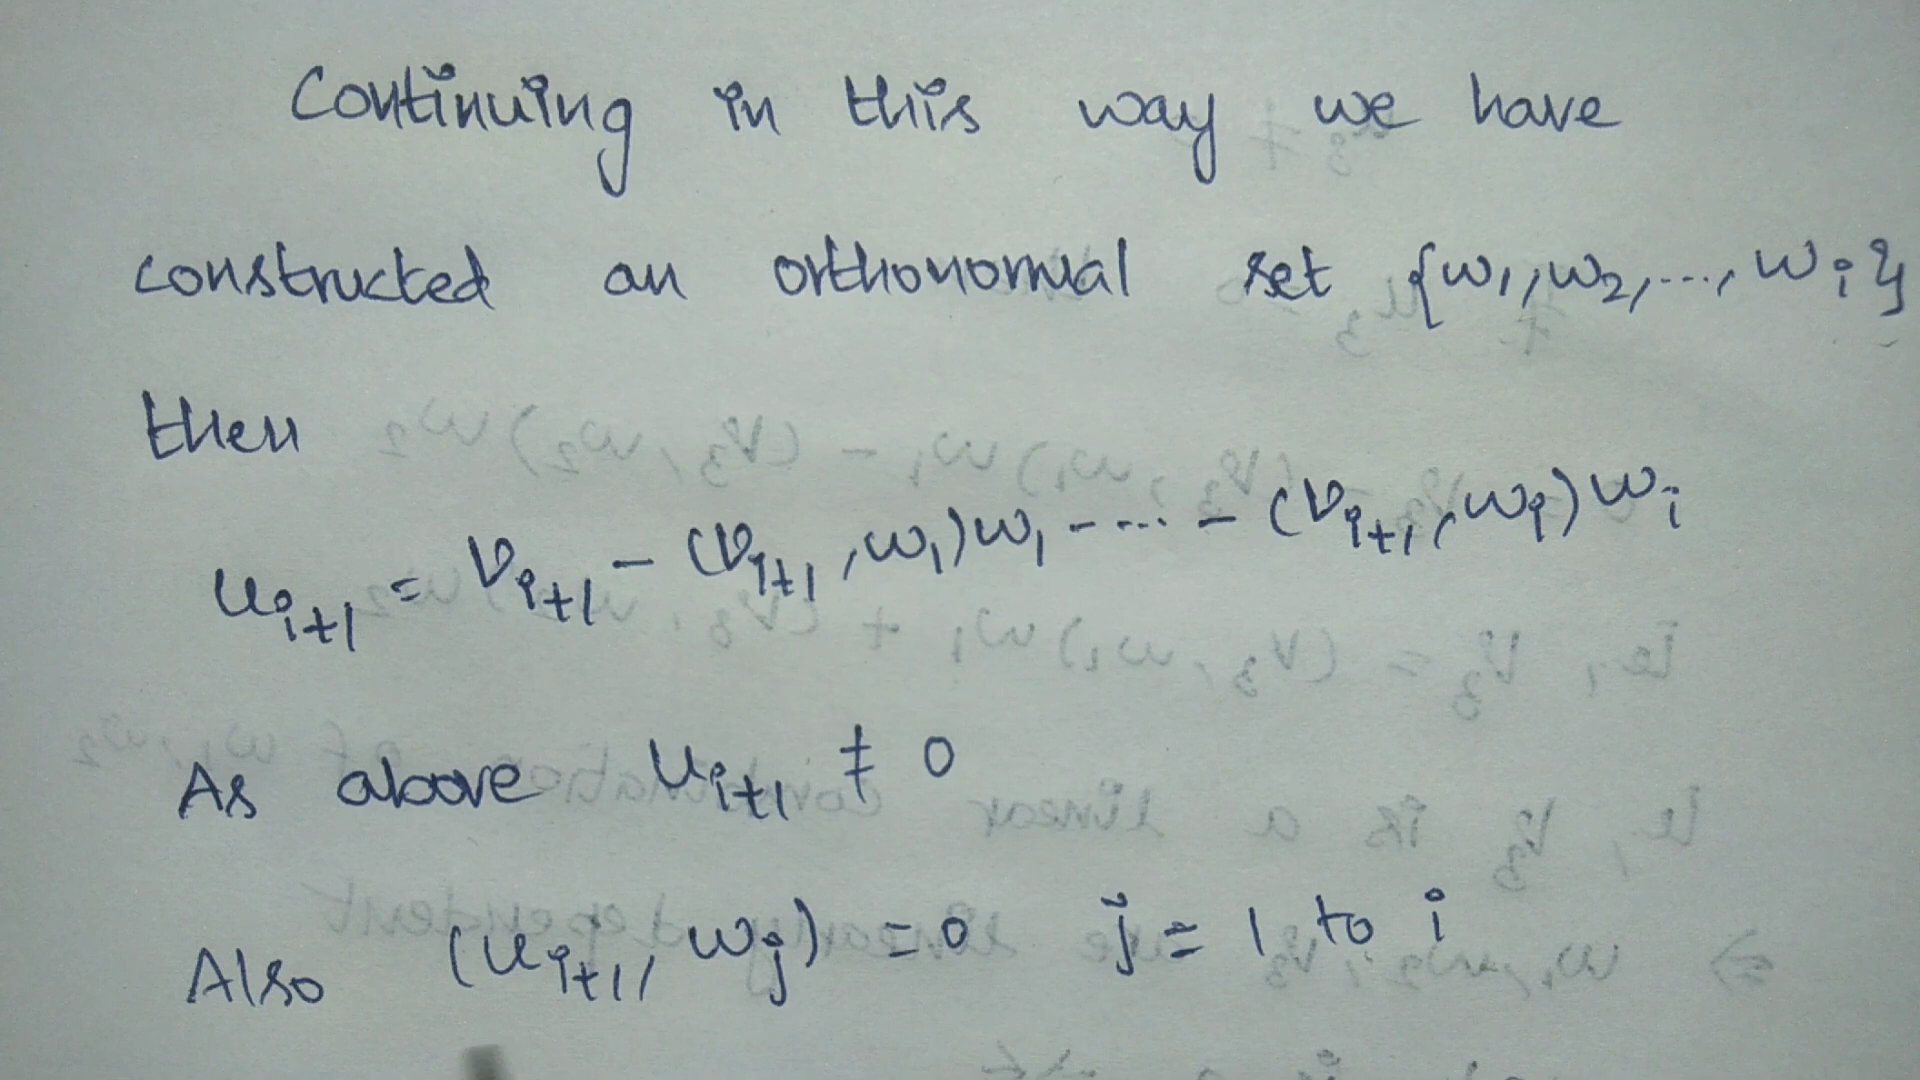 Continuing in this way we have
constructed an orthonormal set {w₁, w₂, ..., wᵢ}
then
uᵢ₊₁ = vᵢ₊₁ - (vᵢ₊₁, w₁)w₁ - ... - (vᵢ₊₁, wᵢ)wᵢ
As above uᵢ₊₁ ≠ 0
Also (uᵢ₊₁, wⱼ) = 0 j = 1 to i